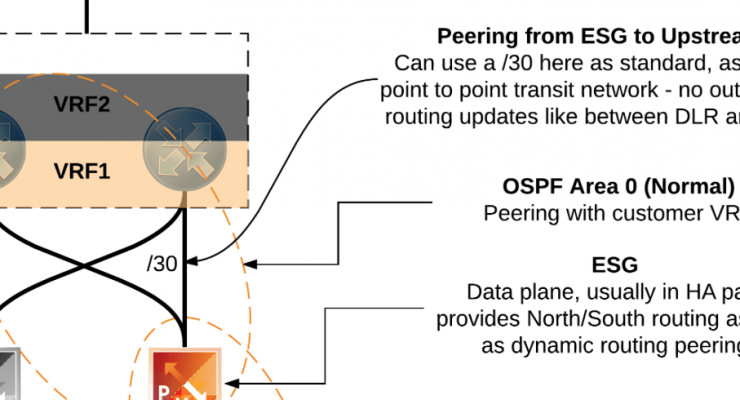 Peering from ESG to Upstrea
Can use a /30 here as standard, as
point to point transit network - no out
routing updates like between DLR a
VRF2
VRF1
OSPF Area 0 (Normal)
Peering with customer VR
/30
ESG
Data plane, usually in HA pa
provides North/South routing as
as dynamic routing peering
P